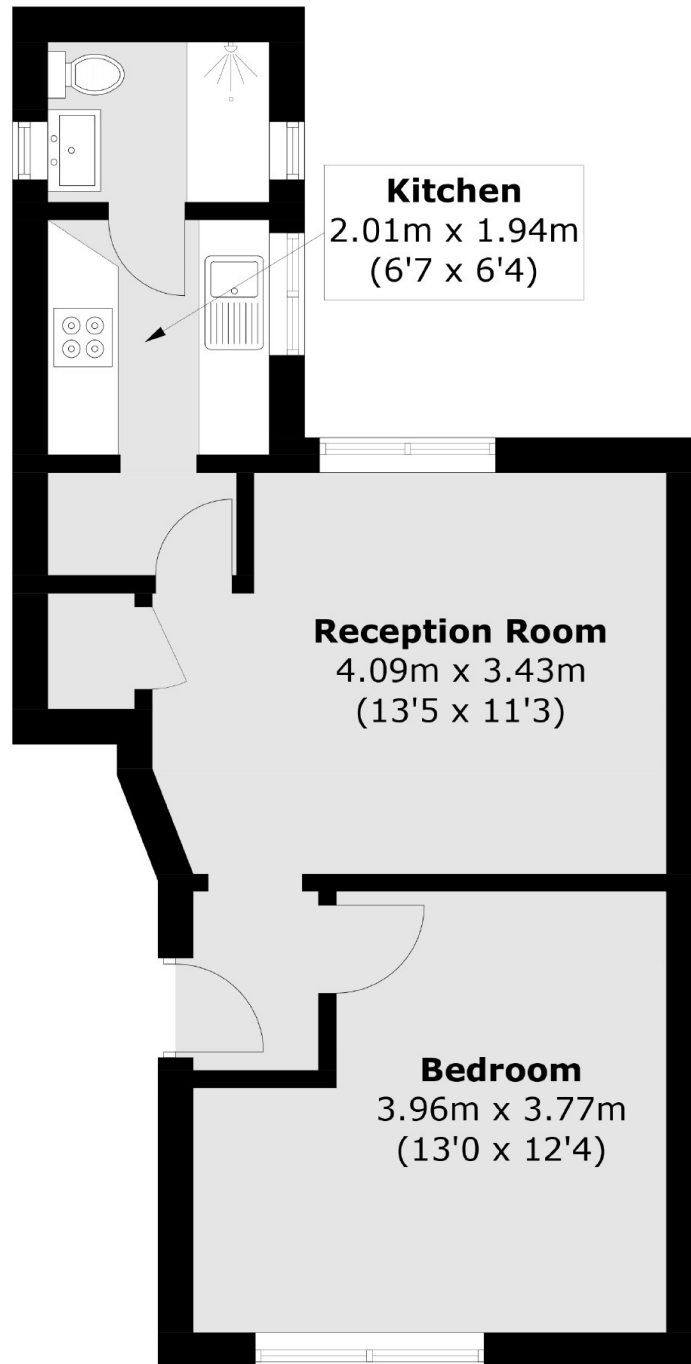 Kitchen
2.01m x 1.94m
(6'7 x 6'4)
Reception Room
4.09m x 3.43m
(13'5 x 11'3)
Bedroom
3.96m x 3.77m
(13'0 x 12'4)